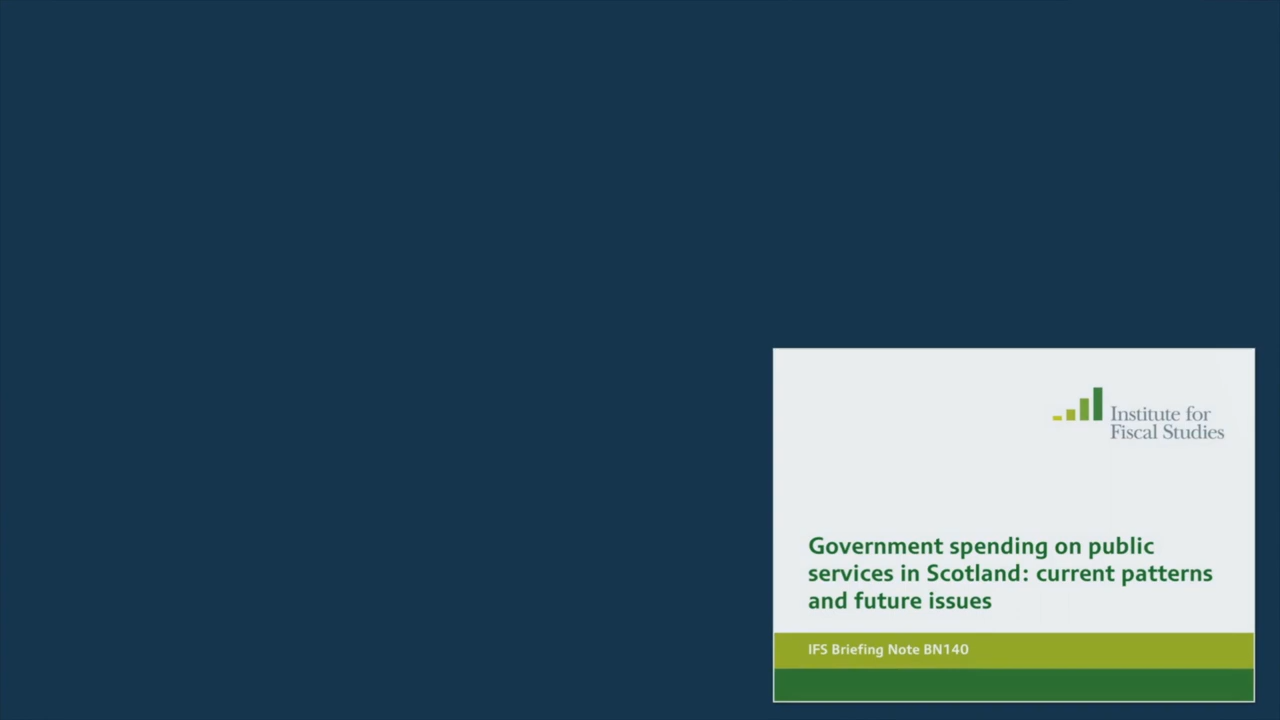 Institute for
Fiscal Studies
Government spending on public
services in Scotland: current patterns
and future issues
IFS Briefing Note BN140